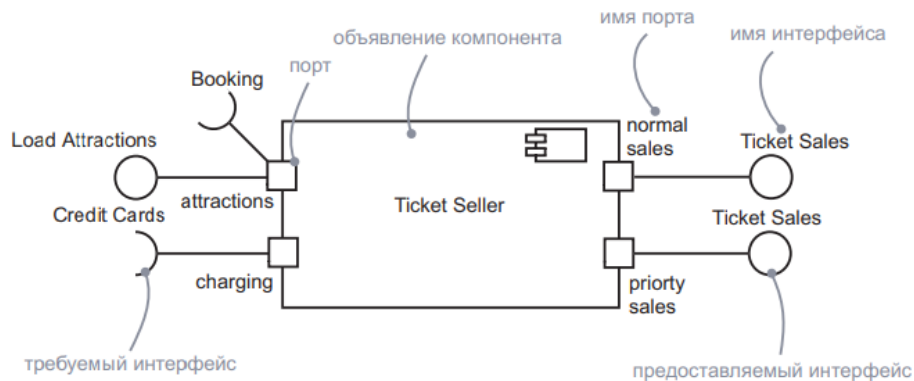 имя порта
объявление компонента
имя интерфейса
порт
Booking
normal
sales
Load Attractions
Ticket Sales
attractions
Ticket Seller
Credit Cards
Ticket Sales
charging
priorty
sales
требуемый интерфейс
предоставляемый интерфейс